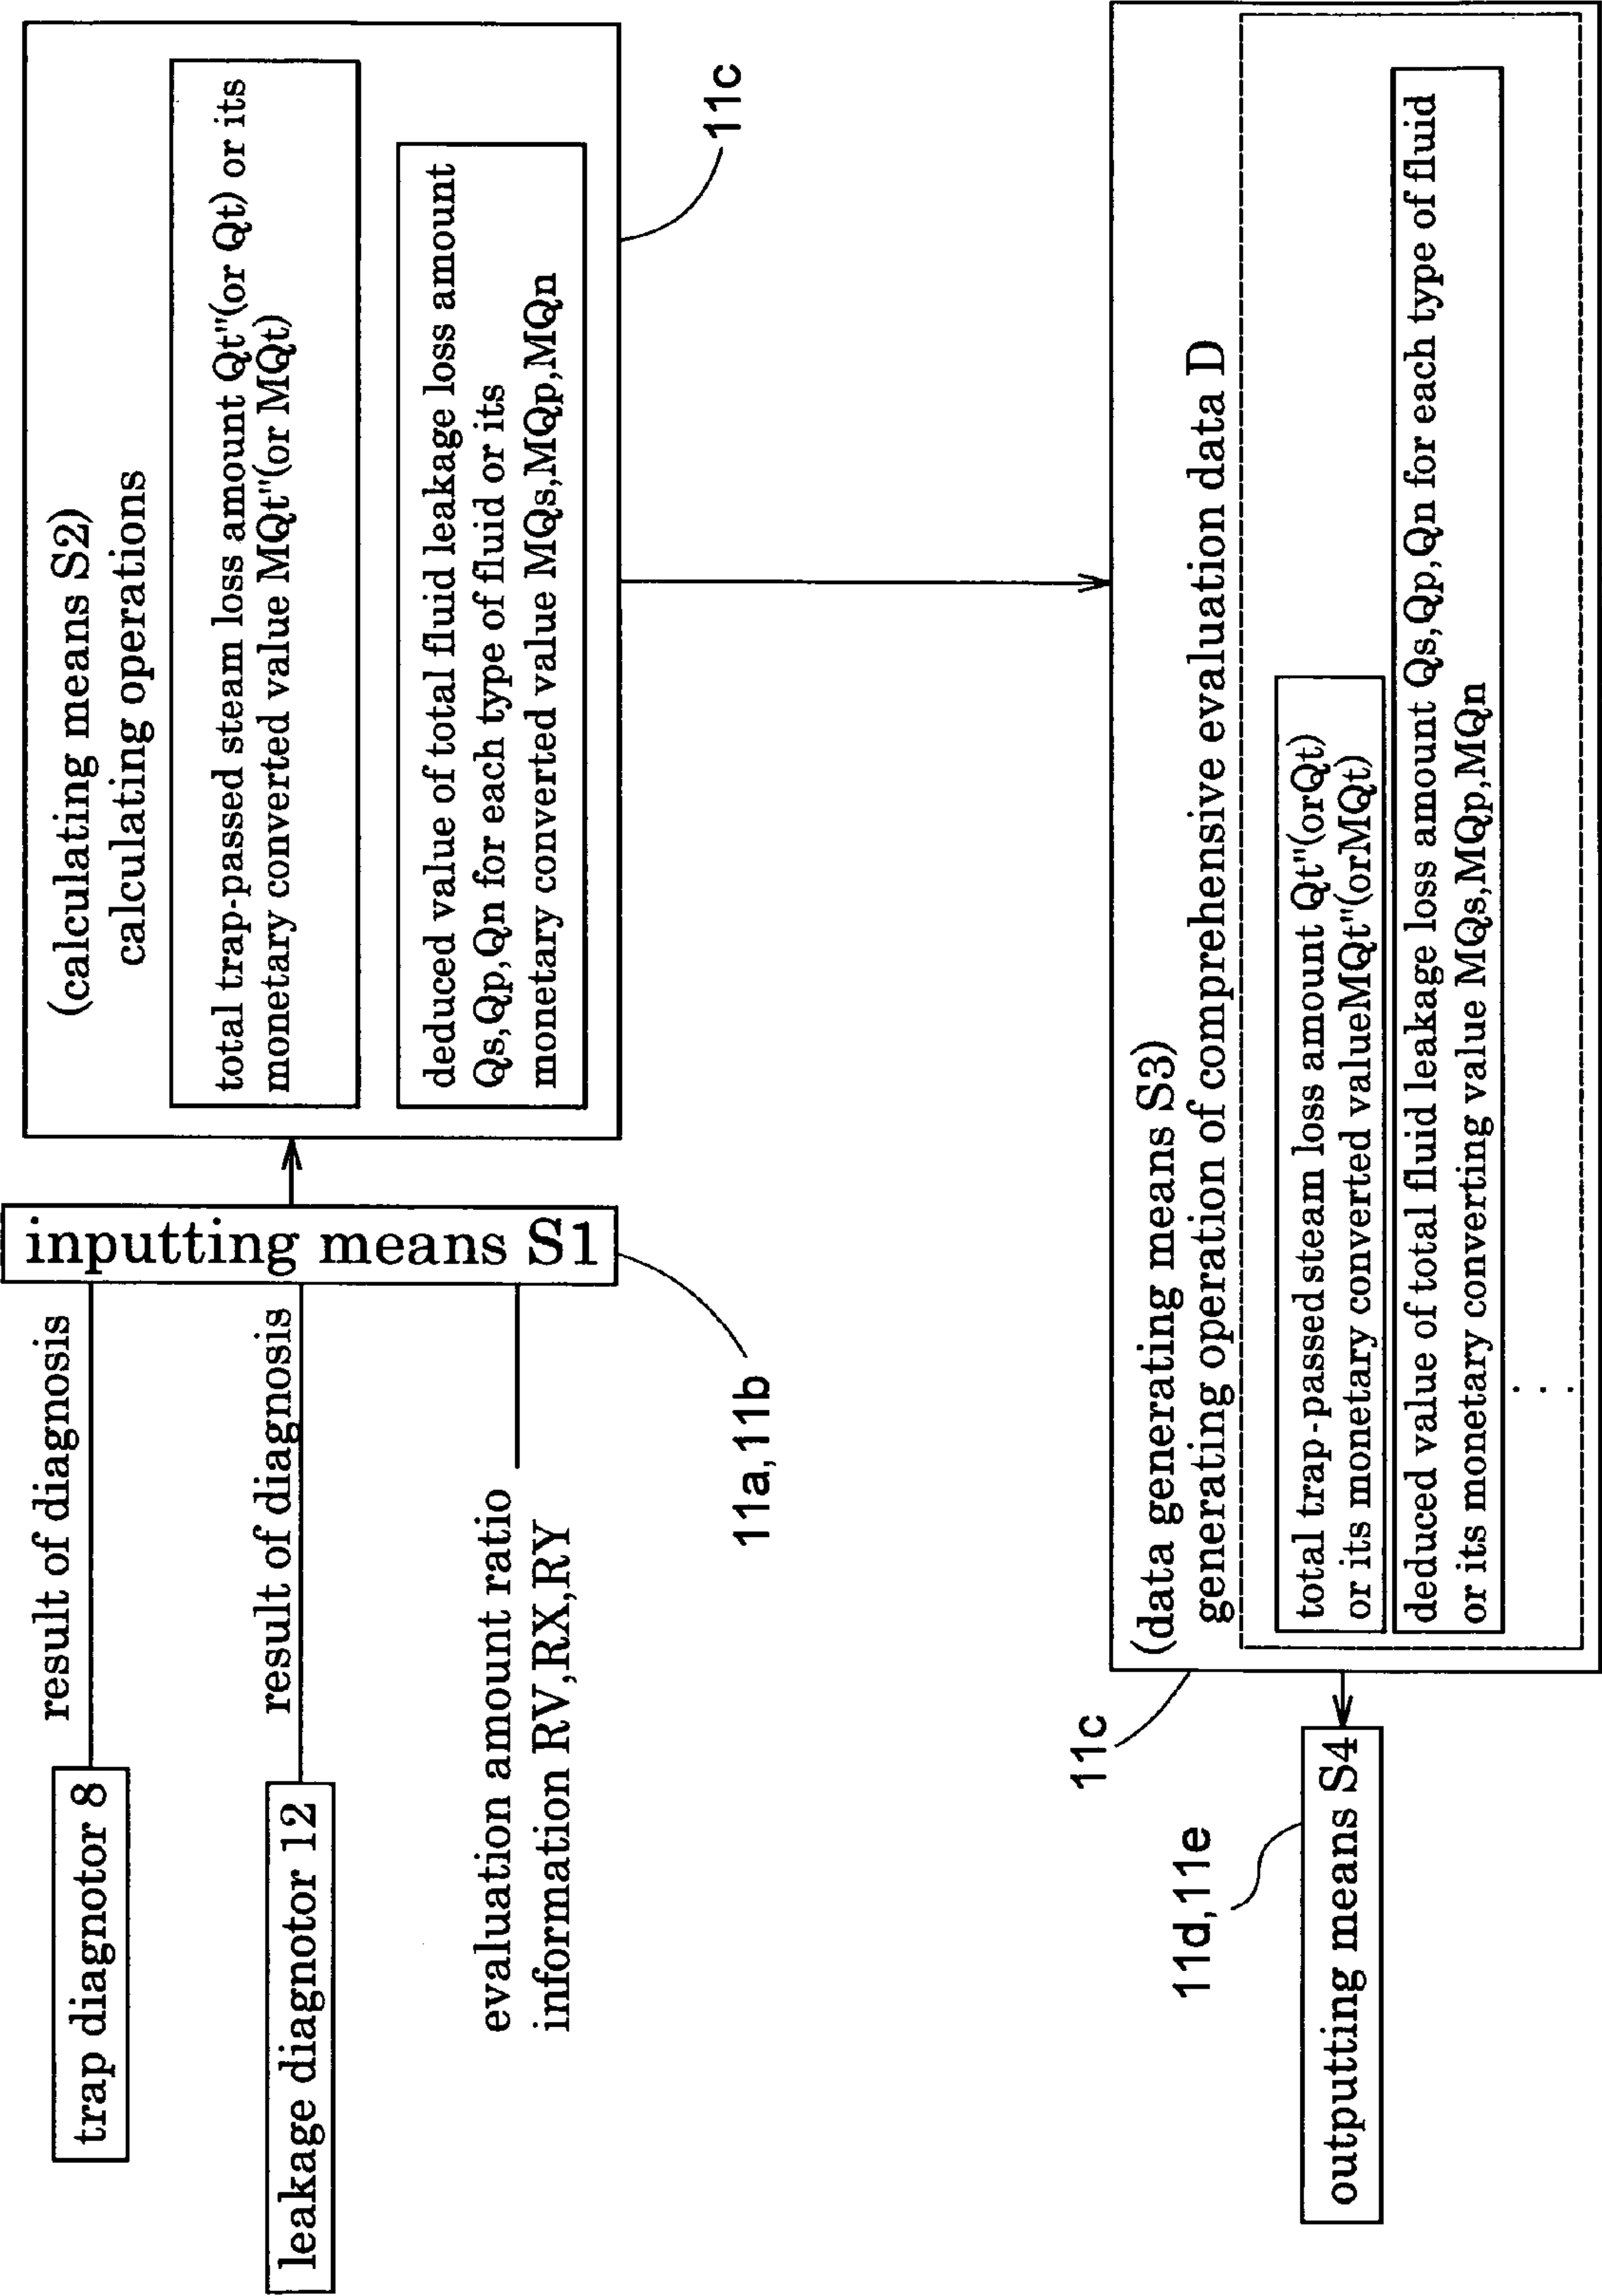 trap diagnotor 8
result of diagnosis
leakage diagnotor 12
result of diagnosis
evaluation amount ratio
information RV,RX,RY
inputting means S1
11a,11b
(calculating means S2)
calculating operations
total trap-passed steam loss amount Qt"(or Qt) or its
monetary converted value MQt"(or MQt)
deduced value of total fluid leakage loss amount
Qs,Qp,Qn for each type of fluid or its
monetary converted value MQs,MQp,MQn
11c
(data generating means S3)
generating operation of comprehensive evaluation data D
total trap-passed steam loss amount Qt"(orQt)
or its monetary converted valueMQt"(orMQt)
deduced value of total fluid leakage loss amount Qs,Qp,Qn for each type of fluid
or its monetary converting value MQs,MQp,MQn
...
11c
11d,11e
outputting means S4